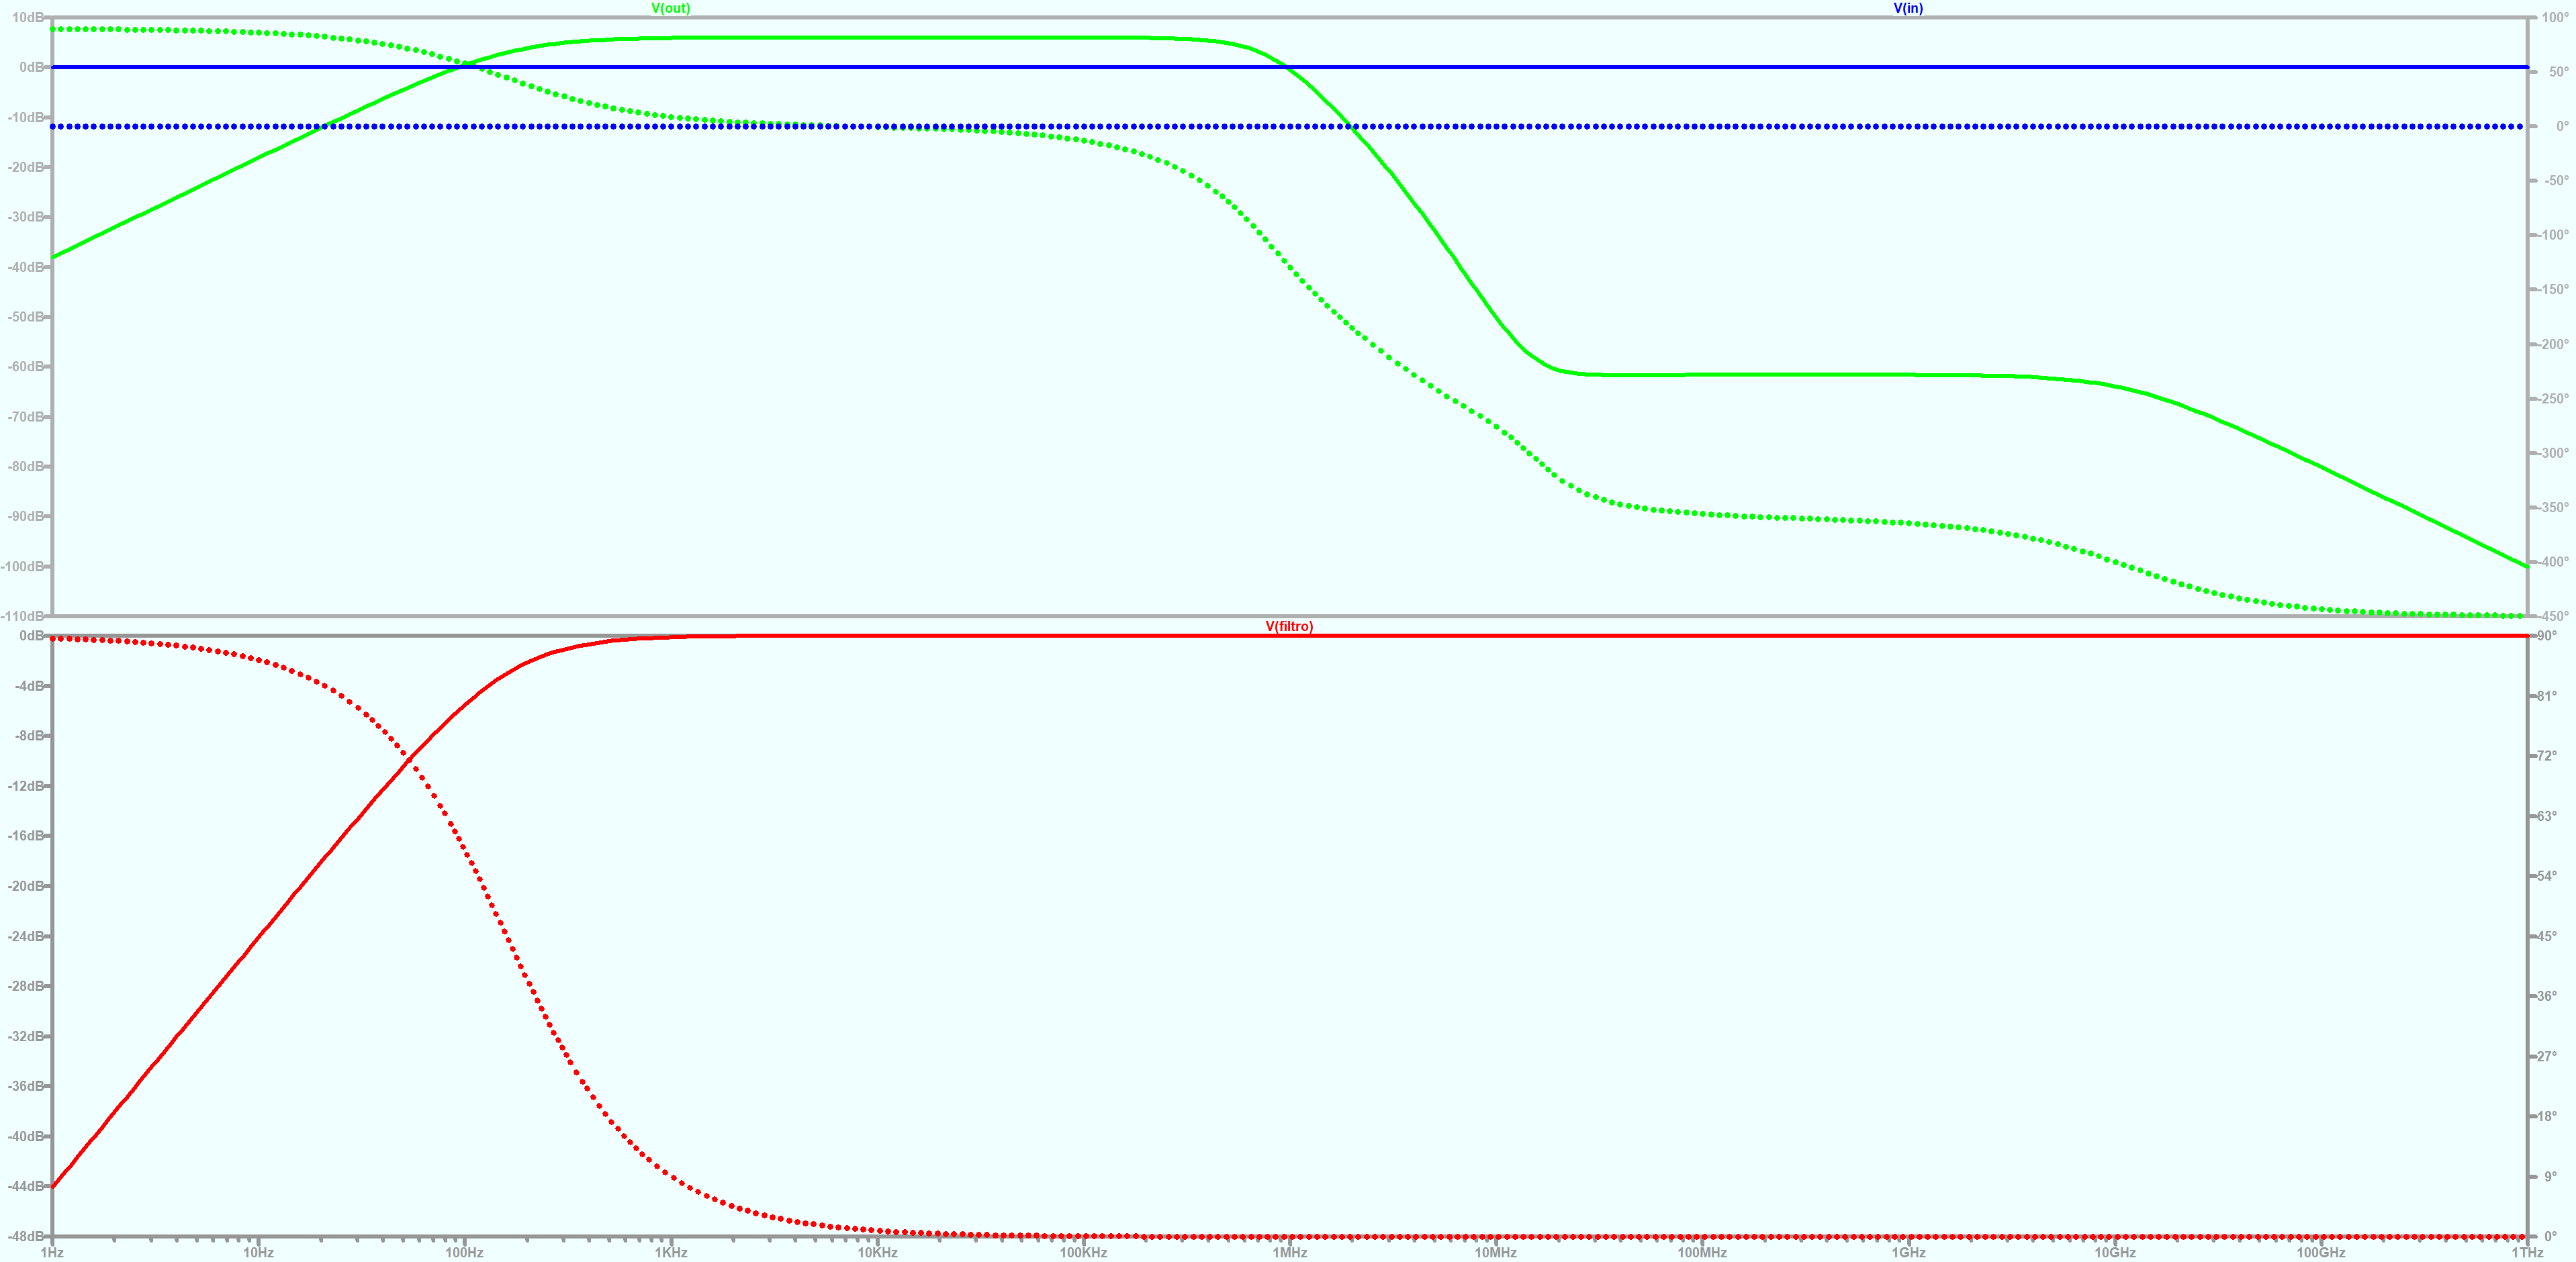 V(out) V(in)
10dB 100°
0dB 50°
-10dB 0°
-20dB -50°
-30dB -100°
-40dB -150°
-50dB -200°
-60dB -250°
-70dB -300°
-80dB -350°
-90dB -400°
-100dB -450°
-110dB
V(filtro)
0dB 90°
-4dB 81°
-8dB 72°
-12dB 63°
-16dB 54°
-20dB 45°
-24dB 36°
-28dB 27°
-32dB 18°
-36dB 9°
-40dB 0°
-44dB
-48dB
1Hz 10Hz 100Hz 1KHz 10KHz 100KHz 1MHz 10MHz 100MHz 1GHz 10GHz 100GHz 1THz